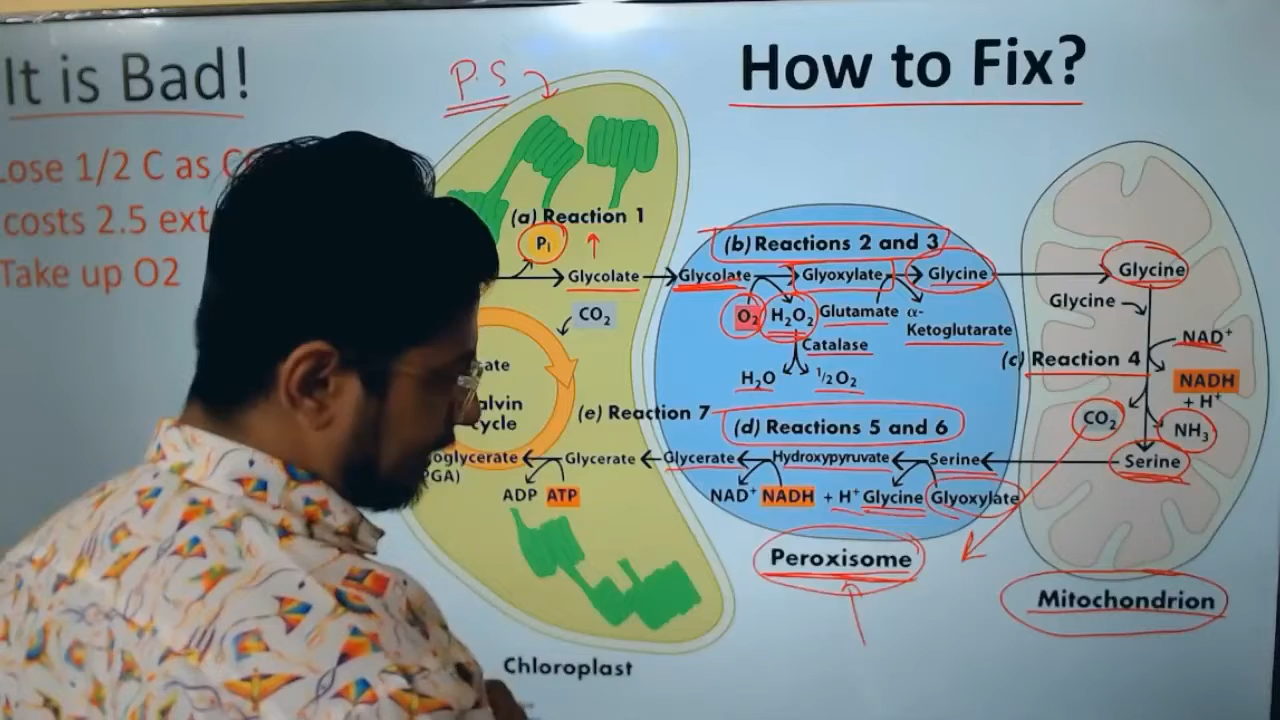 It is Bad!
How to Fix?
P.S
Lose 1/2 C as
costs 2.5
Take up O2
(a) Reaction 1
Pi
Glycolate
CO₂
Calvin
cycle
(e) Reaction 7
Glycerate
ADP ATP
Chloroplast
(b) Reactions 2 and 3
Glycolate Glyoxylate Glycine
O₂ H₂O₂ Glutamate α-
Ketoglutarate
Catalase
H₂O 1/2 O₂
(d) Reactions 5 and 6
Glycerate Hydroxypyruvate Serine
NAD⁺ NADH + H⁺ Glycine Glyoxylate
Peroxisome
Glycine
Glycine
NAD⁺
(c) Reaction 4
NADH
+ H⁺
CO₂
NH₃
Serine
Mitochondrion